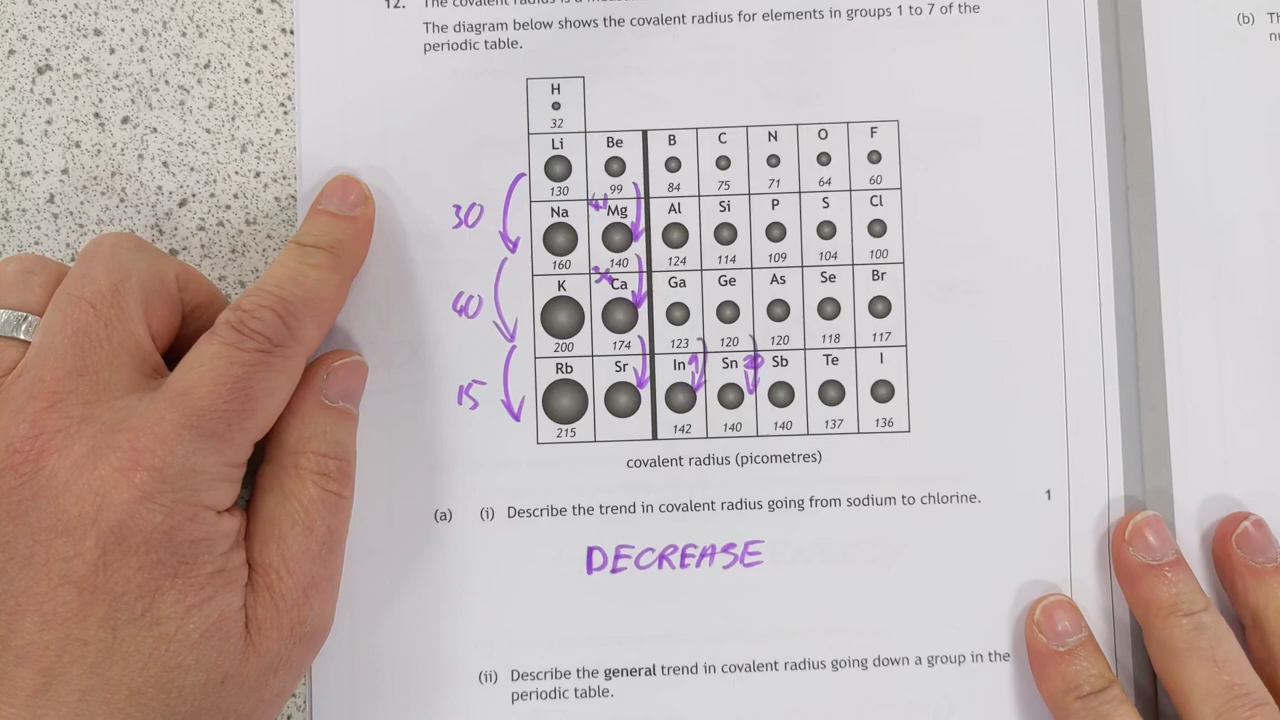 12. The covalent radius is a
The diagram below shows the covalent radius for elements in groups 1 to 7 of the
periodic table.
(b) Th
H
32
Li Be B C N O F
130 99 84 75 71 64 60
30
Na 41 Mg Al Si P S Cl
160 140 124 114 109 104 100
40
K Ca Ga Ge As Se Br
200 174 123 120 120 118 117
15
Rb Sr In Sn Sb Te I
215 142 140 140 137 136
covalent radius (picometres)
(a) (i) Describe the trend in covalent radius going from sodium to chlorine. 1
DECREASE
(ii) Describe the general trend in covalent radius going down a group in the
periodic table.